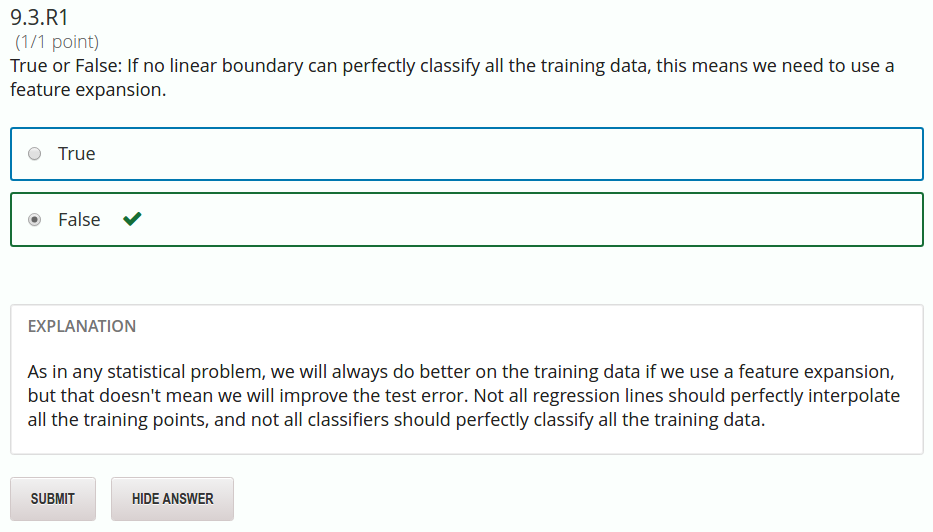 9.3.R1
(1/1 point)
True or False: If no linear boundary can perfectly classify all the training data, this means we need to use a
feature expansion.
True
False
EXPLANATION
As in any statistical problem, we will always do better on the training data if we use a feature expansion,
but that doesn't mean we will improve the test error. Not all regression lines should perfectly interpolate
all the training points, and not all classifiers should perfectly classify all the training data.
SUBMIT
HIDE ANSWER